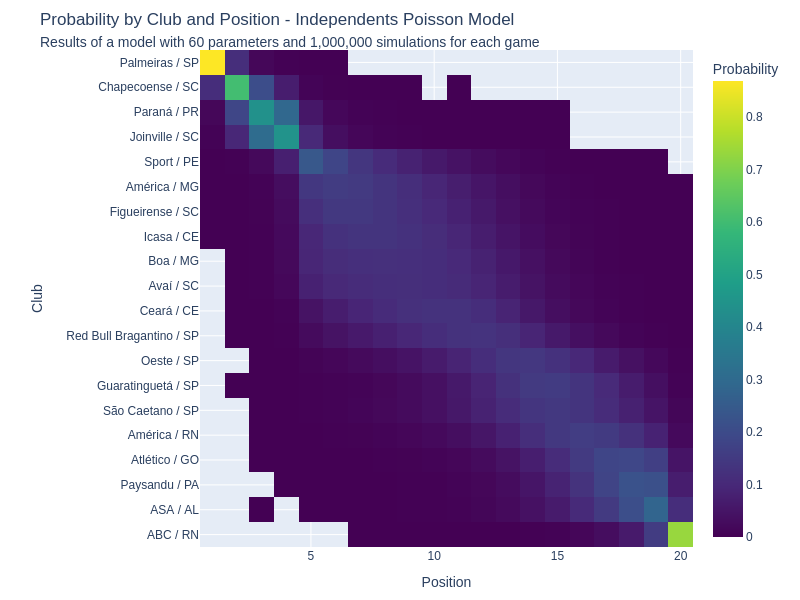 Probability by Club and Position - Independents Poisson Model
Results of a model with 60 parameters and 1,000,000 simulations for each game
Probability
Palmeiras / SP
Chapecoense / SC
Paraná / PR
Joinville / SC
Sport / PE
América / MG
Figueirense / SC
Icasa / CE
Boa / MG
Avaí / SC
Ceará / CE
Red Bull Bragantino / SP
Oeste / SP
Guaratinguetá / SP
São Caetano / SP
América / RN
Atlético / GO
Paysandu / PA
ASA / AL
ABC / RN
Club
5
10
15
20
Position
0.8
0.7
0.6
0.5
0.4
0.3
0.2
0.1
0